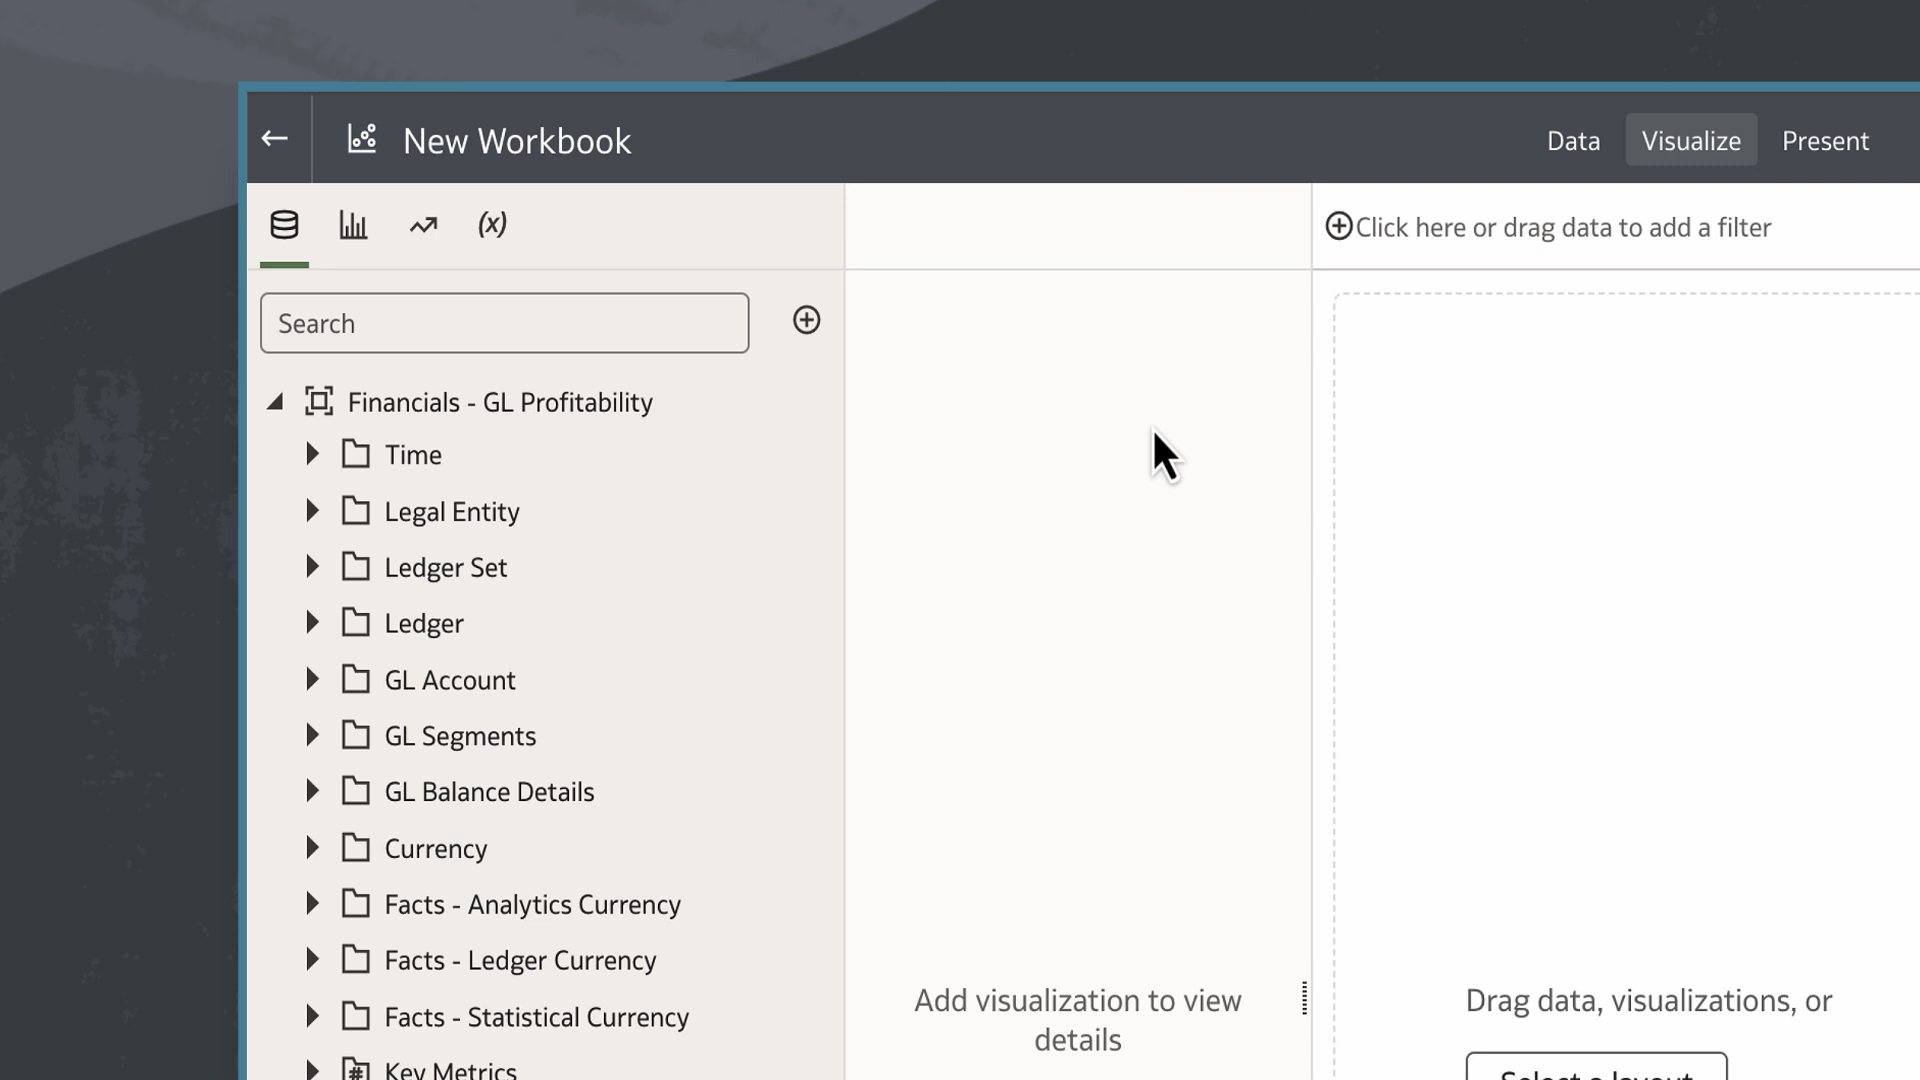 New Workbook
Data
Visualize
Present
(x)
Click here or drag data to add a filter
Search
Financials - GL Profitability
Time
Legal Entity
Ledger Set
Ledger
GL Account
GL Segments
GL Balance Details
Currency
Facts - Analytics Currency
Facts - Ledger Currency
Facts - Statistical Currency
Key Metrics
Add visualization to view
details
Drag data, visualizations, or
Select a layout